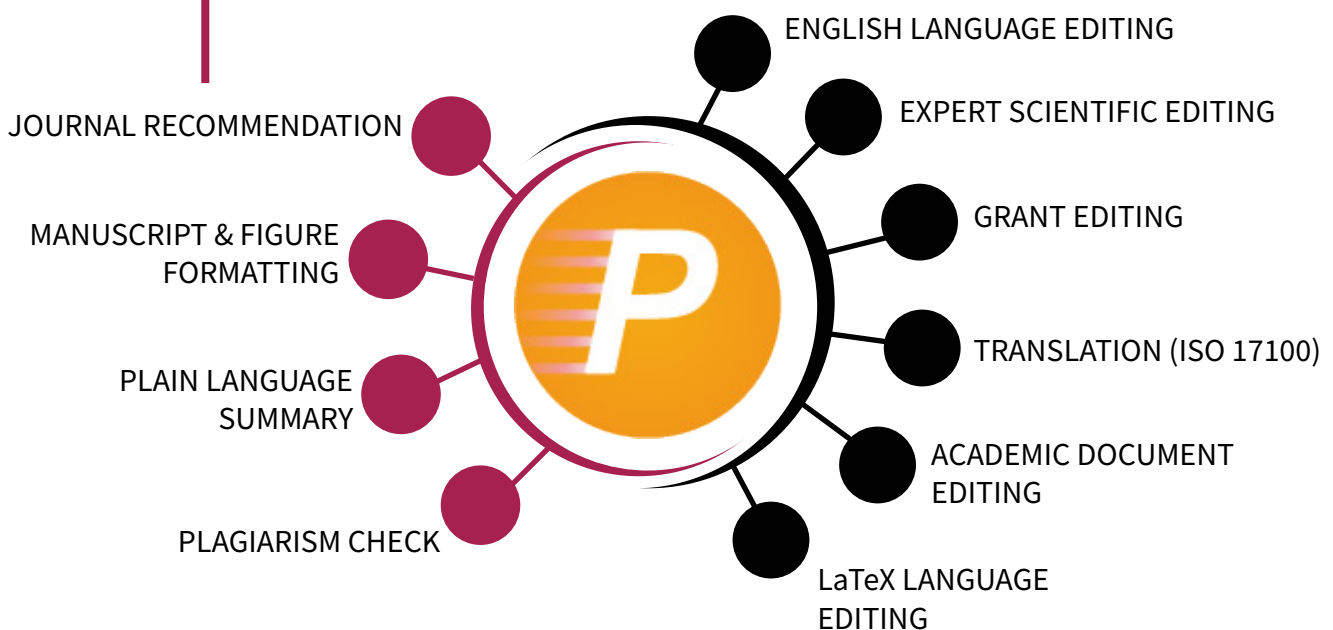 JOURNAL RECOMMENDATION
MANUSCRIPT & FIGURE
FORMATTING
PLAIN LANGUAGE
SUMMARY
PLAGIARISM CHECK
P
ENGLISH LANGUAGE EDITING
EXPERT SCIENTIFIC EDITING
GRANT EDITING
TRANSLATION (ISO 17100)
ACADEMIC DOCUMENT
EDITING
LaTeX LANGUAGE
EDITING